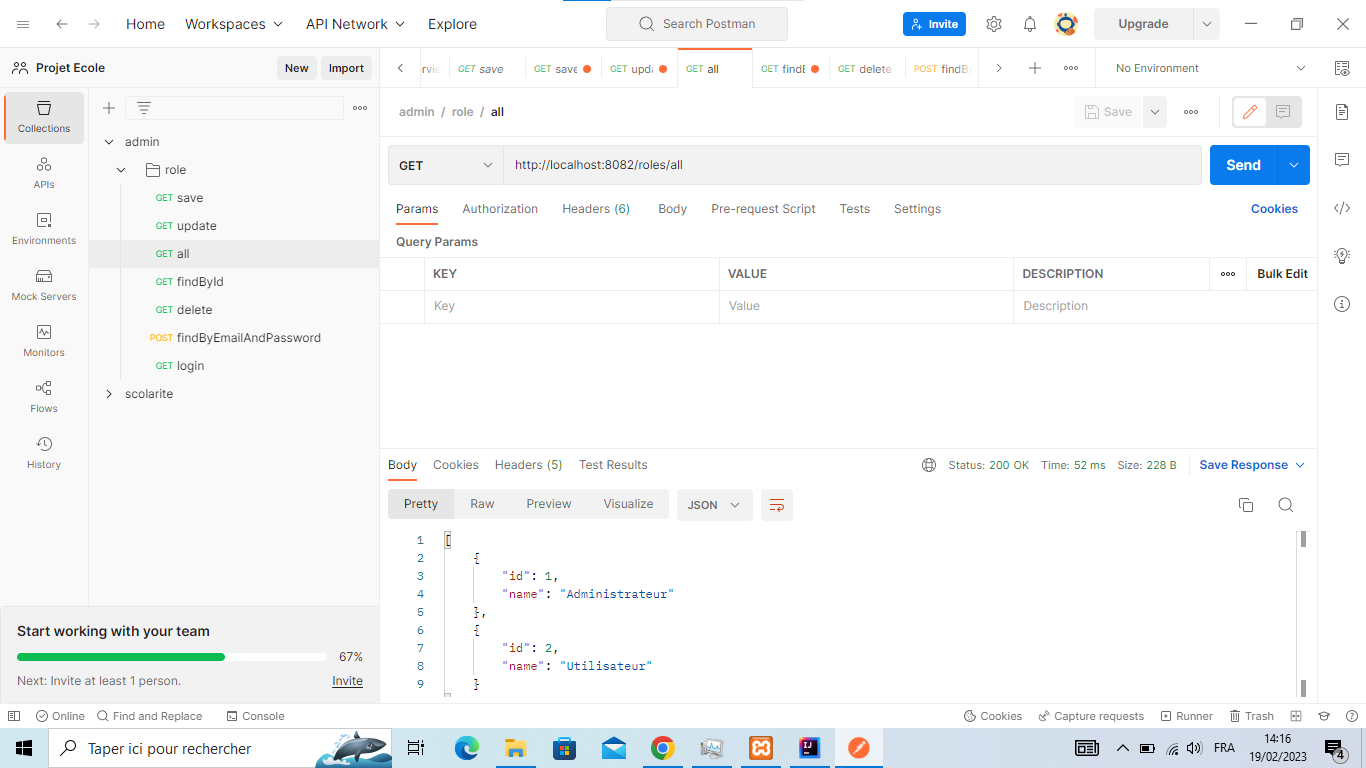 Home Workspaces API Network Explore Search Postman Invite Upgrade
Projet Ecole New Import
GET save GET save GET upd GET all GET find GET delete POST findBy No Environment
Collections
APIs
Environments
Mock Servers
Monitors
Flows
History
admin
role
GET save
GET update
GET all
GET findById
GET delete
POST findByEmailAndPassword
GET login
scolarite
admin / role / all Save
GET http://localhost:8082/roles/all Send
Params Authorization Headers (6) Body Pre-request Script Tests Settings Cookies
Query Params
KEY VALUE DESCRIPTION Bulk Edit
Key Value Description
Body Cookies Headers (5) Test Results Status: 200 OK Time: 52 ms Size: 228 B Save Response
Pretty Raw Preview Visualize JSON
1 [
2 {
3 "id": 1,
4 "name": "Administrateur"
5 },
6 {
7 "id": 2,
8 "name": "Utilisateur"
9 }
Start working with your team
67%
Next: Invite at least 1 person. Invite
Online Find and Replace Console Cookies Capture requests Runner Trash
Taper ici pour rechercher FRA 14:16
19/02/2023 4